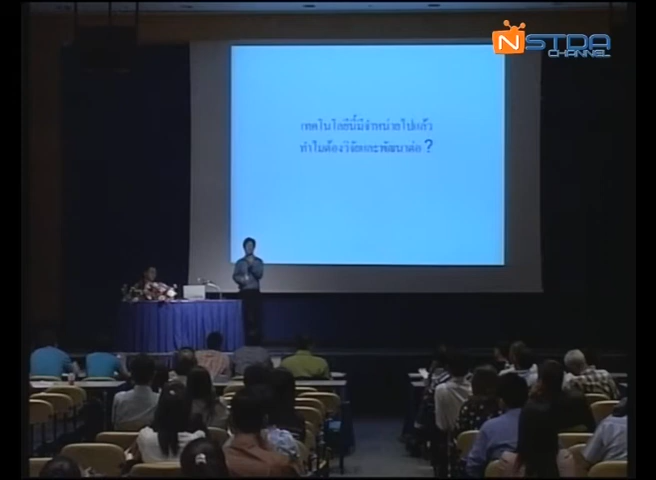 NSTDA
CHANNEL
เทคโนโลยีนี้มีจำหน่ายไปแล้ว
ทำไมต้องวิจัยและพัฒนาต่อ ?